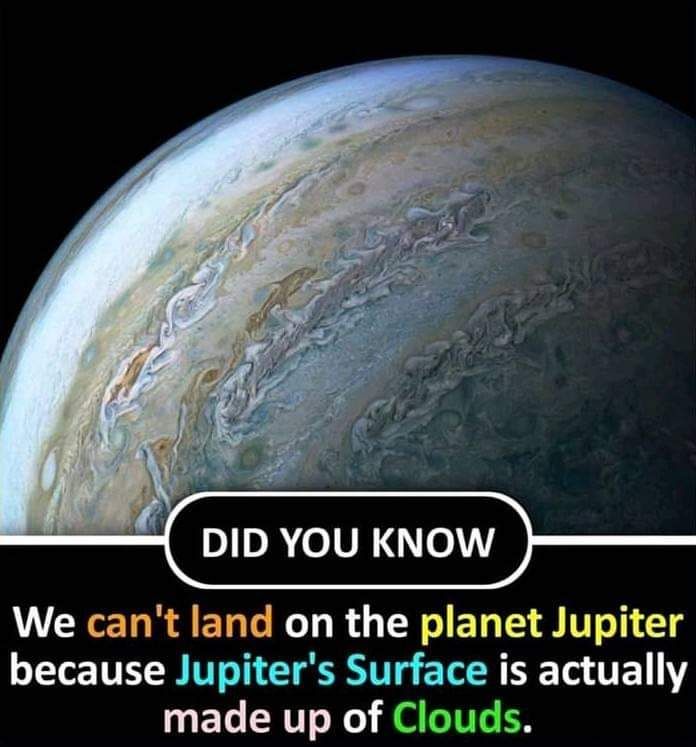 DID YOU KNOW
We can't land on the planet Jupiter
because Jupiter's Surface is actually
made up of Clouds.